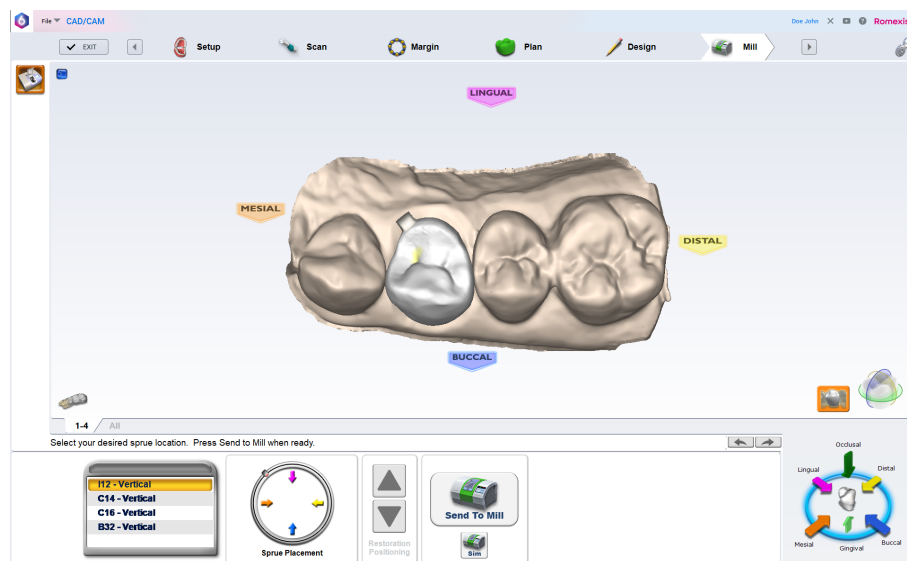 File CAD/CAM
Doe John
Romexis
EXIT
Setup
Scan
Margin
Plan
Design
Mill
LINGUAL
MESIAL
DISTAL
BUCCAL
1-4
All
Select your desired sprue location. Press Send to Mill when ready.
I12 - Vertical
C14 - Vertical
C16 - Vertical
B32 - Vertical
Sprue Placement
Restoration
Positioning
Send To Mill
Sim
Occlusal
Lingual
Distal
Mesial
Buccal
Gingival